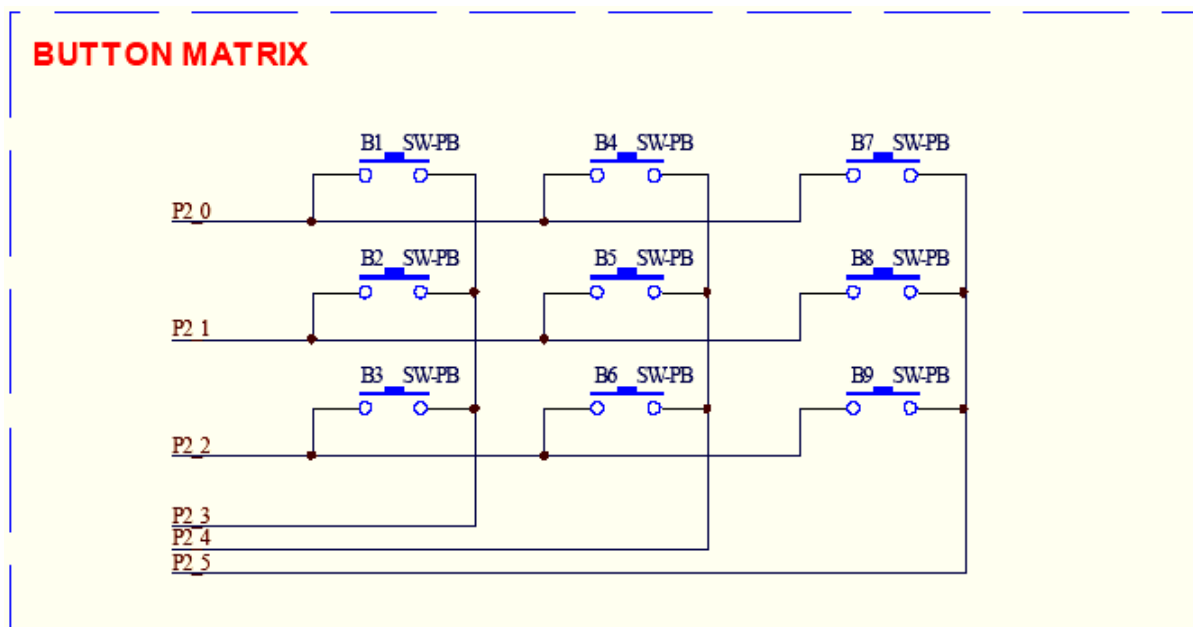 BUTTON MATRIX
B1 SW-PB B4 SW-PB B7 SW-PB
P2_0
B2 SW-PB B5 SW-PB B8 SW-PB
P2_1
B3 SW-PB B6 SW-PB B9 SW-PB
P2_2
P2_3
P2_4
P2_5